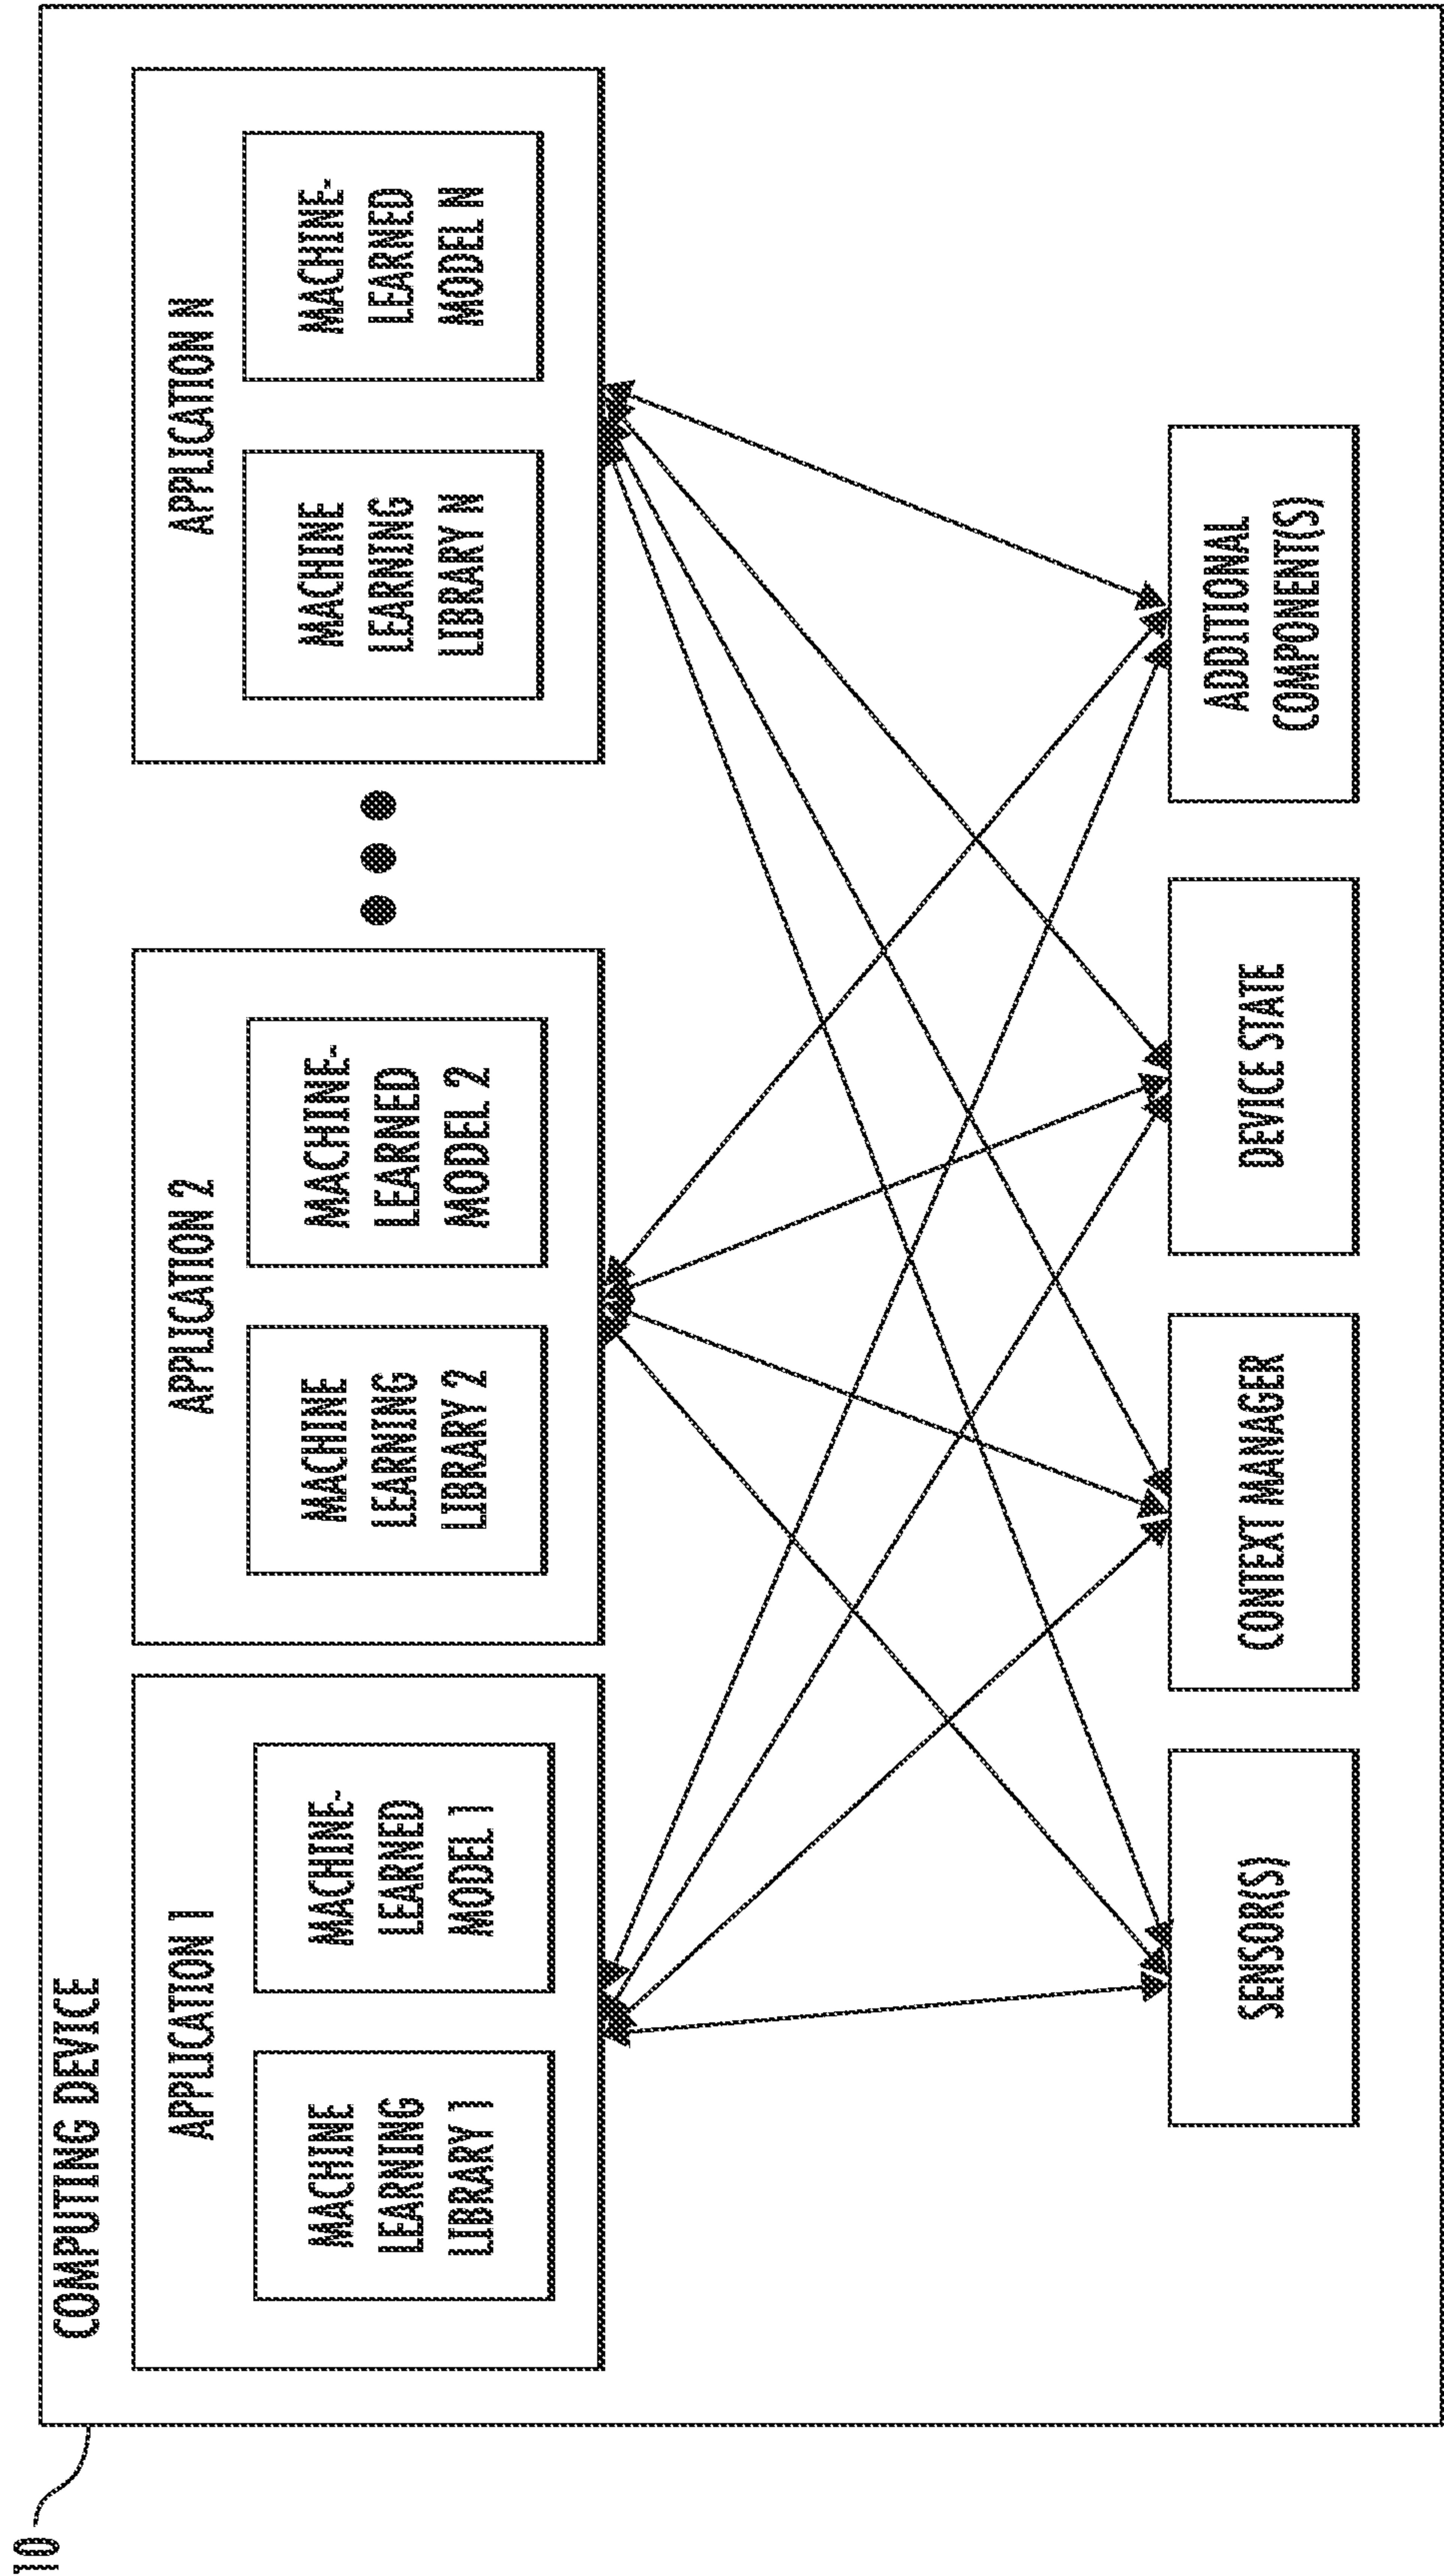 10
COMPUTING DEVICE
APPLICATION 1
MACHINE
LEARNING
LIBRARY 1
MACHINE-
LEARNED
MODEL 1
APPLICATION 2
MACHINE
LEARNING
LIBRARY 2
MACHINE-
LEARNED
MODEL 2
APPLICATION N
MACHINE
LEARNING
LIBRARY N
MACHINE-
LEARNED
MODEL N
SENSOR(S)
CONTEXT MANAGER
DEVICE STATE
ADDITIONAL
COMPONENT(S)